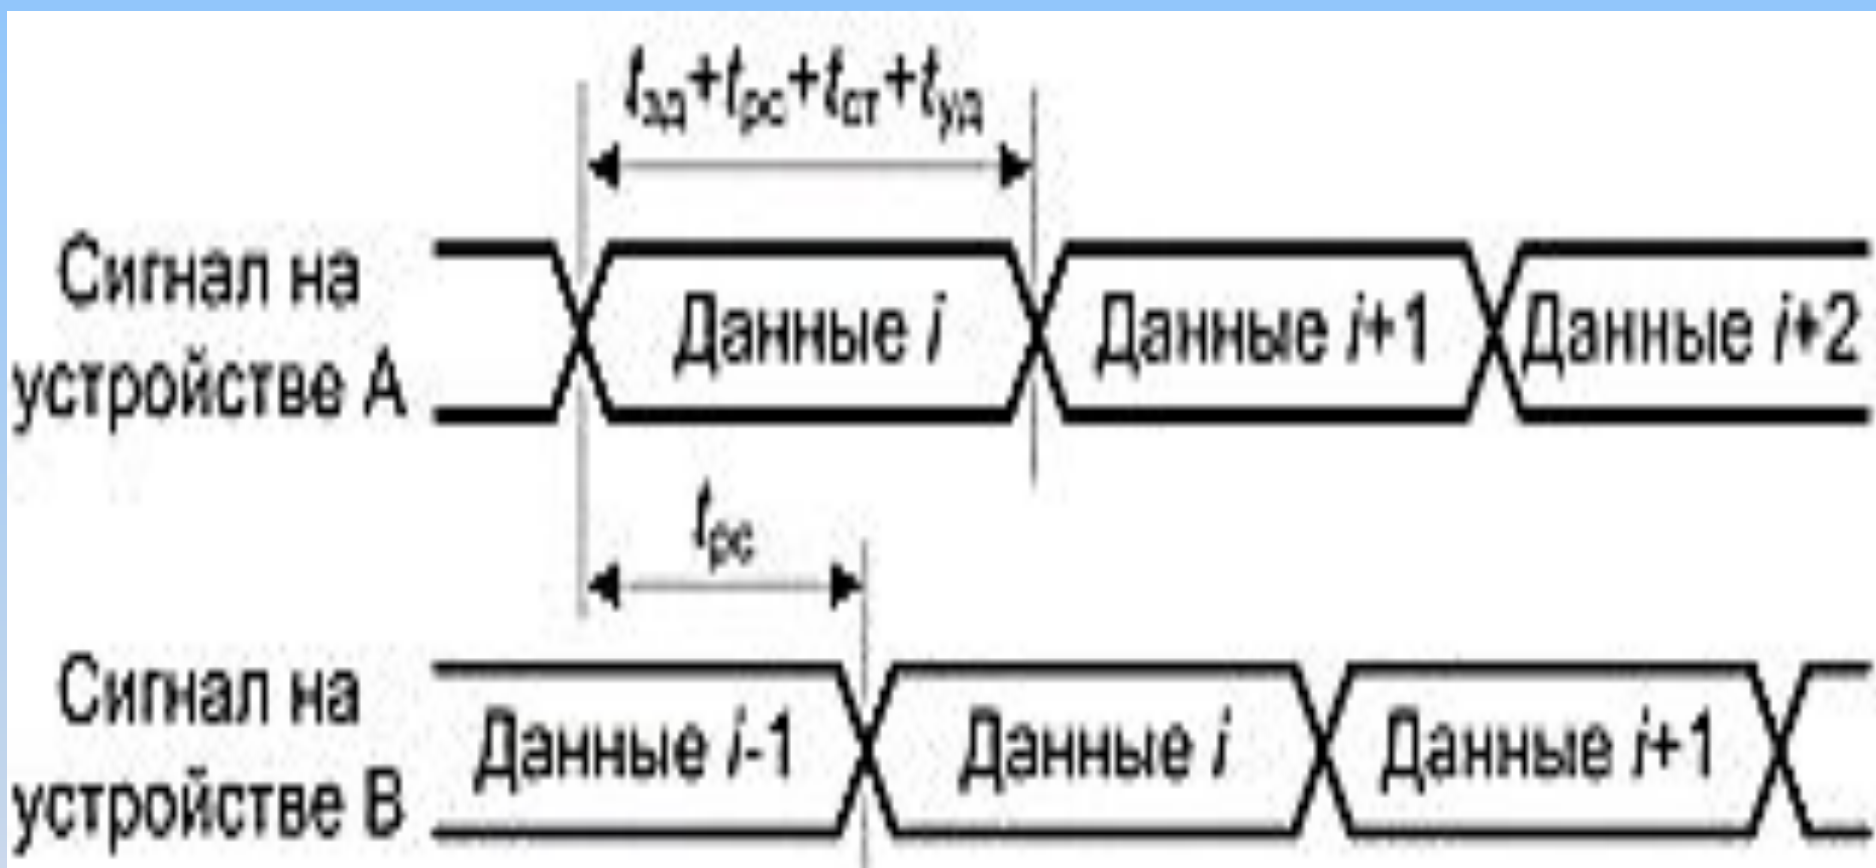 tзд+tрс+tст+tуд
Сигнал на
устройстве А
Данные i
Данные i+1
Данные i+2
tрс
Сигнал на
устройстве В
Данные i-1
Данные i
Данные i+1